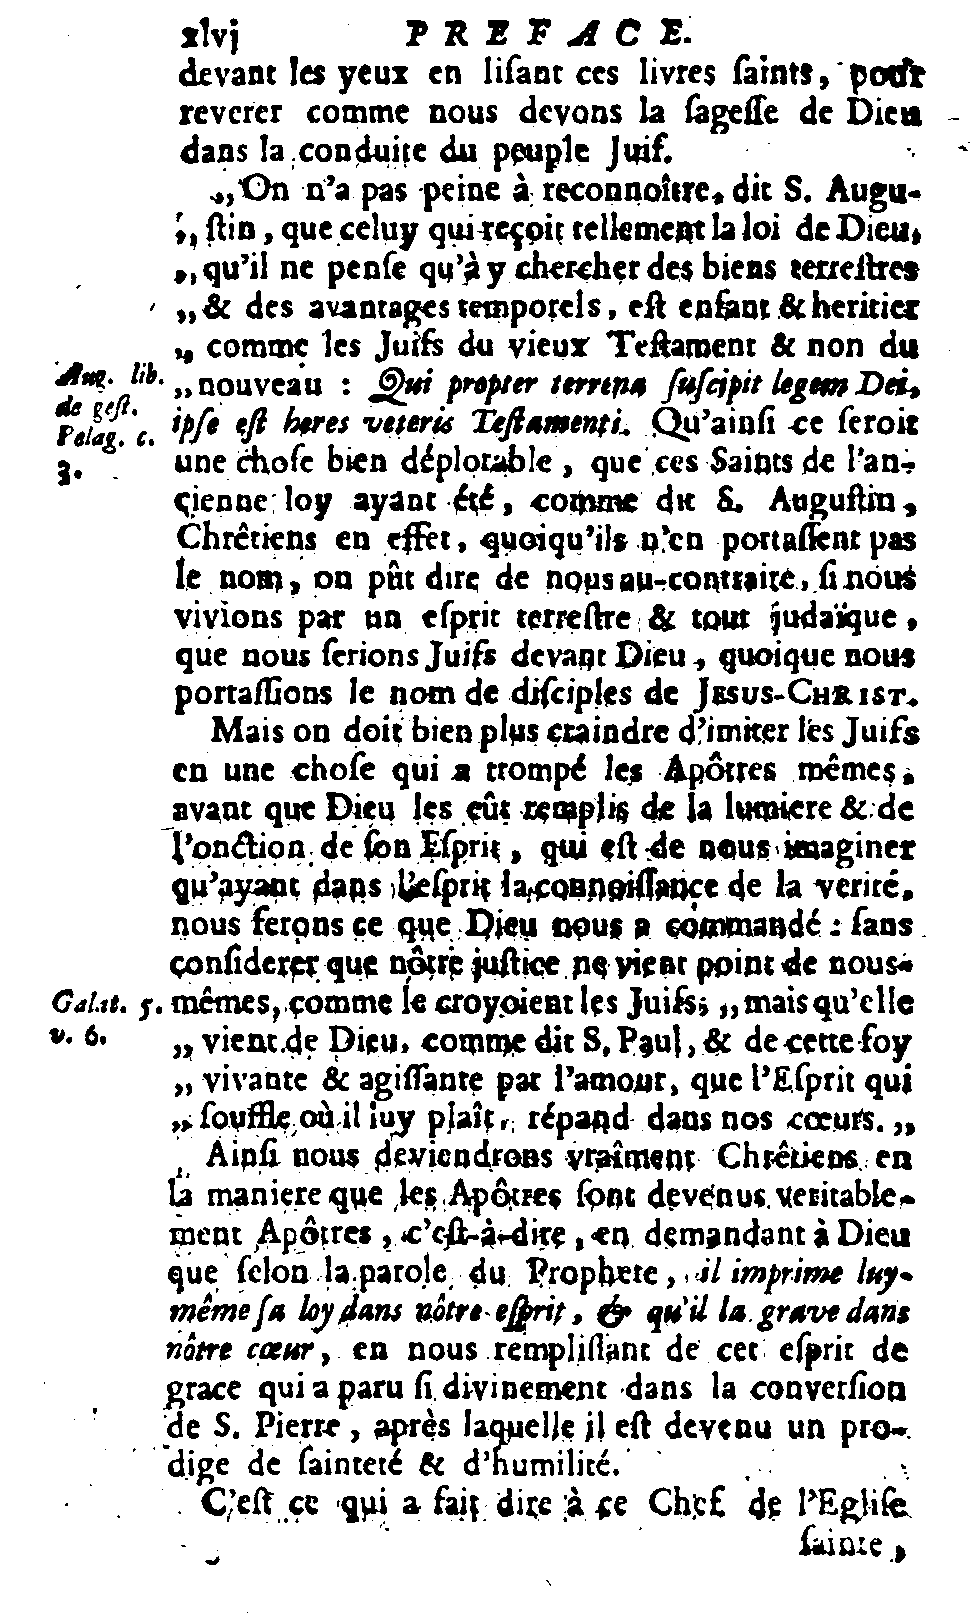 xlvj PREFACE.
devant les yeux en liſant ces livres ſaints, pour
reverer comme nous devons la ſageſſe de Dieu
dans la conduite du peuple Juif.
„On n'a pas peine à reconnoître, dit S. Augu-
„ſtin, que celuy qui reçoit tellement la loi de Dieu,
„qu'il ne penſe qu'à y chercher des biens terreſtres
„& des avantages temporels, eſt enfant & heritier
„comme les Juifs du vieux Teſtament & non du
Aug. lib.
de geſt.
Pelag. c.
3.
„nouveau : Qui propter terrena ſuſcipit legem Dei,
ipſe eſt heres veteris Teſtamenti. Qu'ainſi ce ſeroit
une choſe bien déplorable, que ces Saints de l'an-
cienne loy ayant été, comme dit S. Auguſtin,
Chrêtiens en effet, quoiqu'ils n'en portaſſent pas
le nom, on pût dire de nous au-contraire, ſi nous
vivions par un eſprit terreſtre & tout judaïque,
que nous ſerions Juifs devant Dieu, quoique nous
portaſſions le nom de diſciples de JESUS-CHRIST.
Mais on doit bien plus craindre d'imiter les Juifs
en une choſe qui a trompé les Apôtres mêmes,
avant que Dieu les eût remplis de la lumiere & de
l'onction de ſon Eſprit, qui eſt de nous imaginer
qu'ayant dans l'eſprit la connoiſſance de la verité,
nous ferons ce que Dieu nous a commandé : ſans
conſiderer que nôtre juſtice ne vient point de nous-
Galat. 5.
v. 6.
mêmes, comme le croyoient les Juifs; „mais qu'elle
„vient de Dieu, comme dit S. Paul, & de cette foy
„vivante & agiſſante par l'amour, que l'Eſprit qui
„ſouffle où il luy plaît, répand dans nos cœurs.„
Ainſi nous deviendrons vraîment Chrêtiens en
la maniere que les Apôtres ſont devenus veritable-
ment Apôtres, c'eſt-à-dire, en demandant à Dieu
que ſelon la parole du Prophete, il imprime luy-
même ſa loy dans nôtre eſprit, & qu'il la grave dans
nôtre cœur, en nous rempliſſant de cet eſprit de
grace qui a paru ſi divinement dans la converſion
de S. Pierre, après laquelle il eſt devenu un pro-
dige de ſainteté & d'humilité.
C'eſt ce qui a fait dire à ce Chef de l'Egliſe
ſainte,